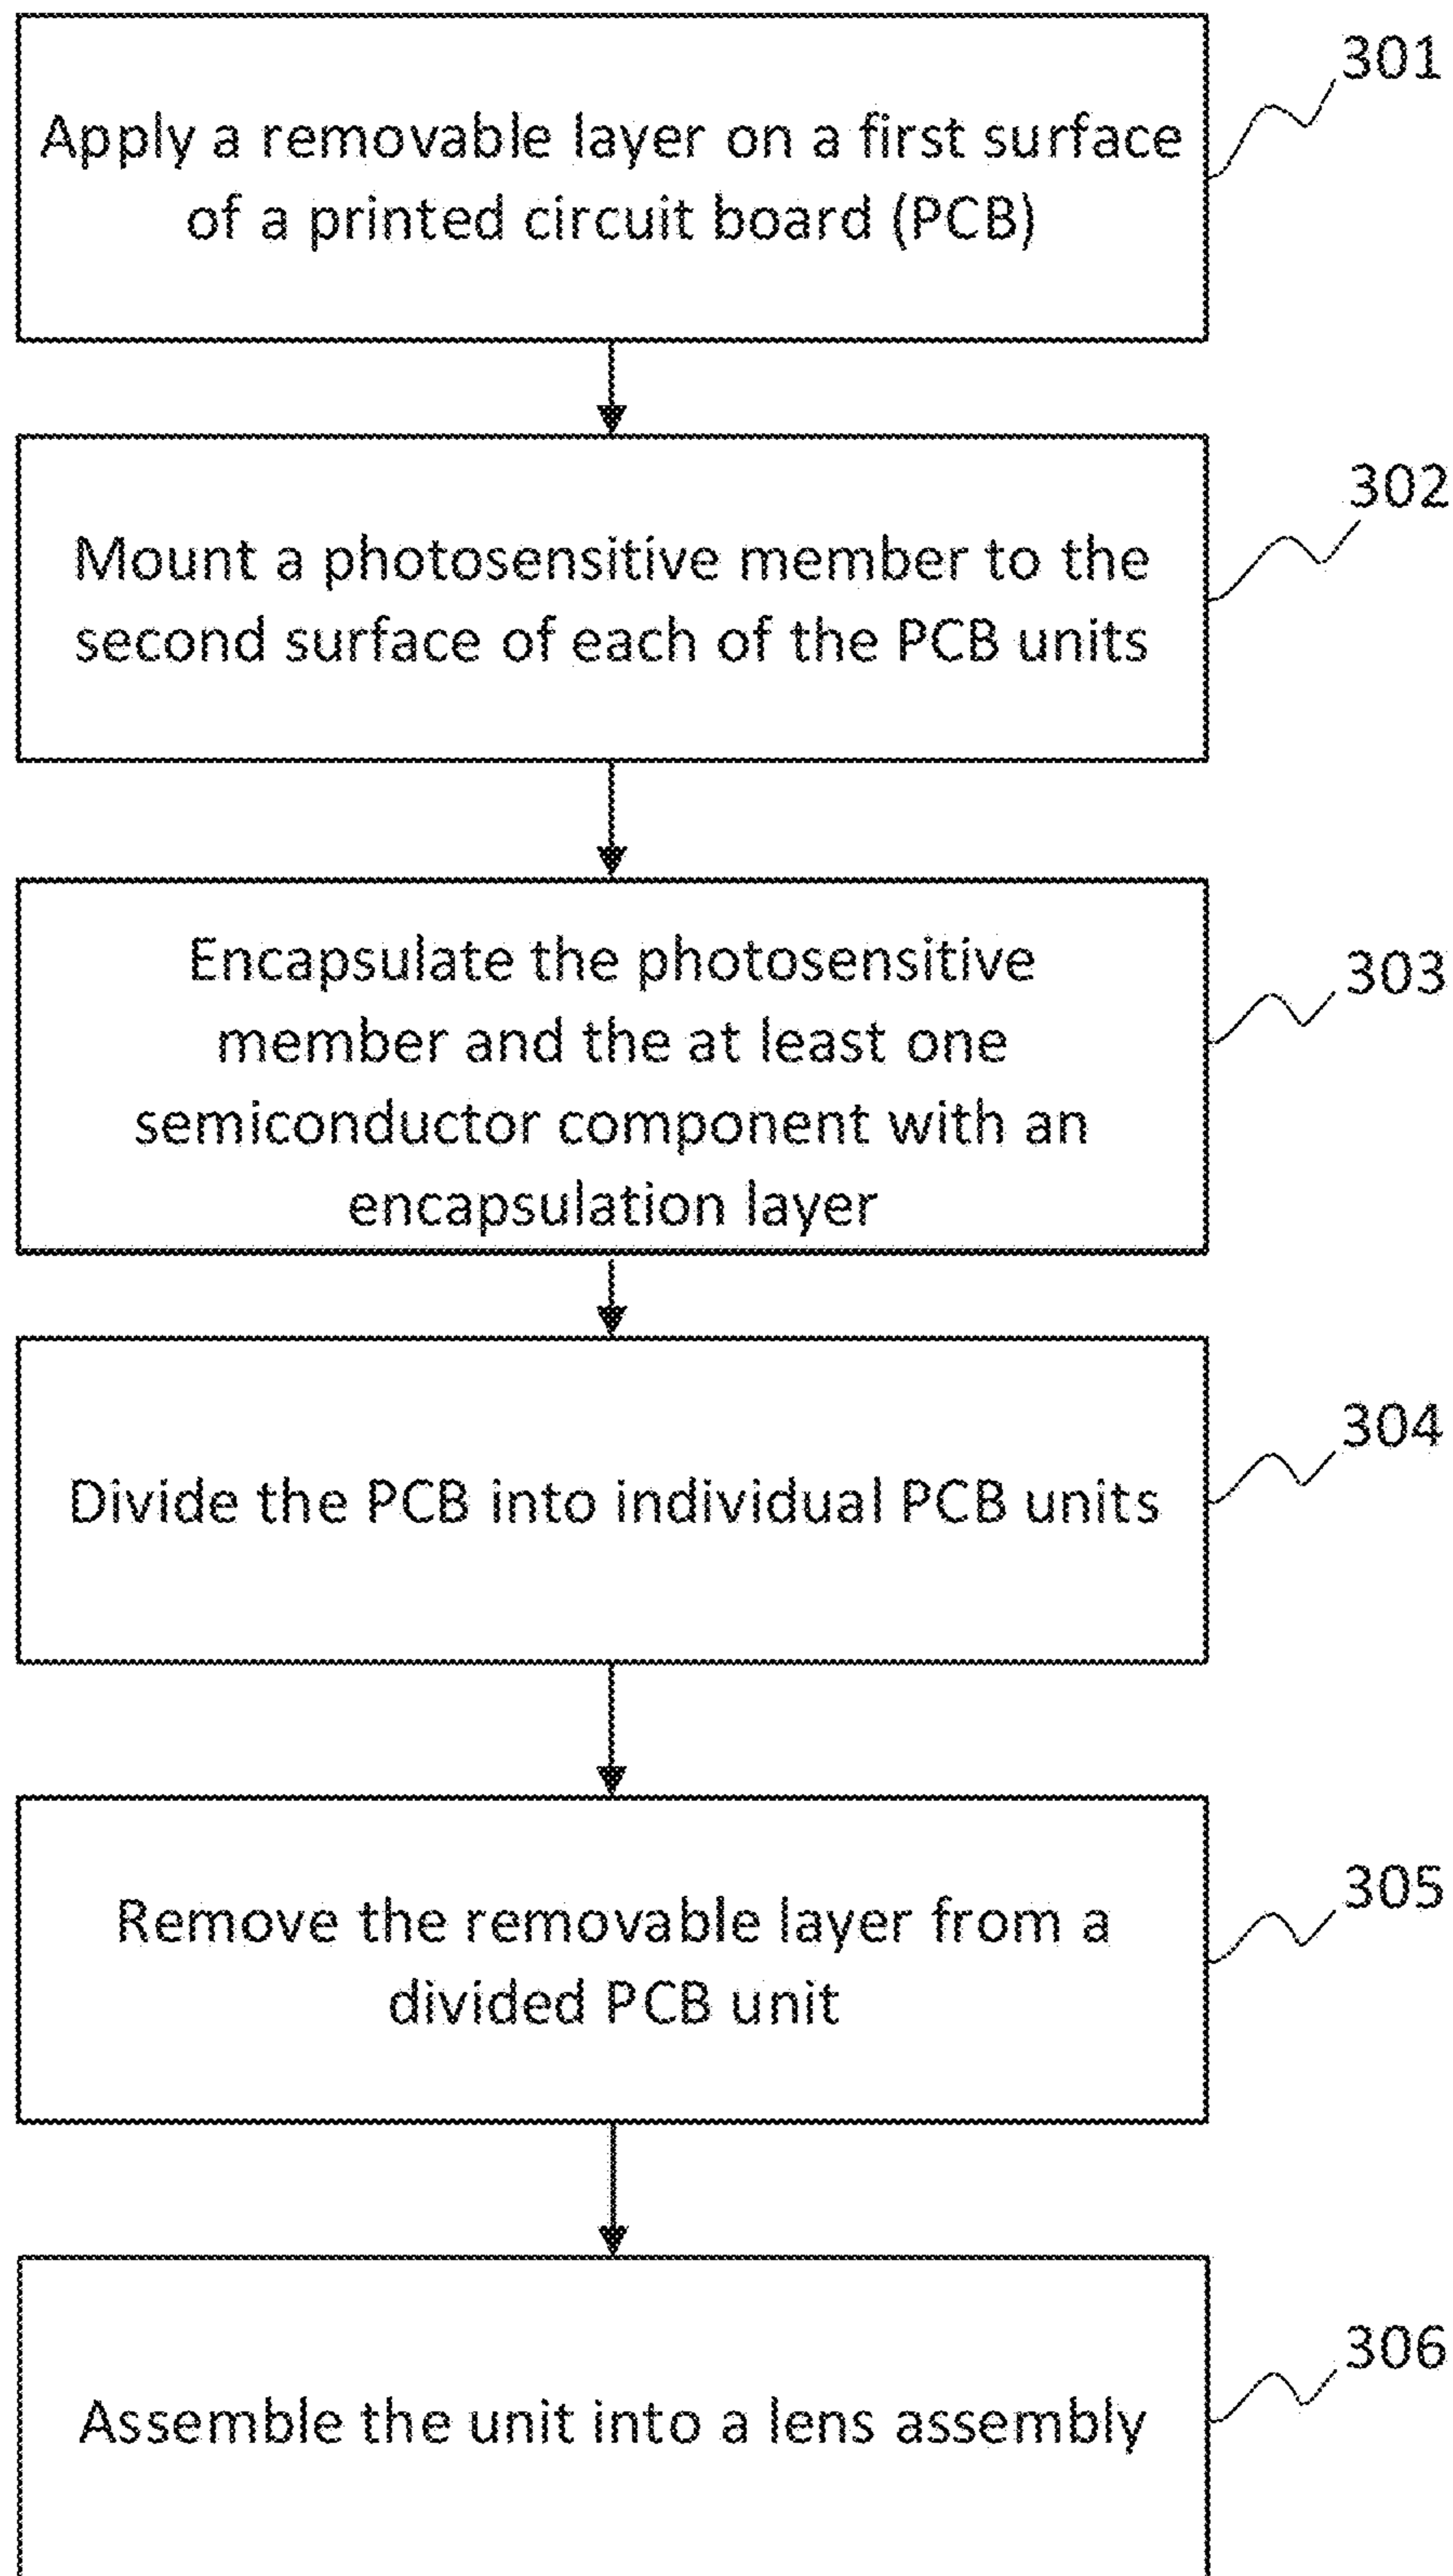 301
Apply a removable layer on a first surface
of a printed circuit board (PCB)
302
Mount a photosensitive member to the
second surface of each of the PCB units
303
Encapsulate the photosensitive
member and the at least one
semiconductor component with an
encapsulation layer
304
Divide the PCB into individual PCB units
305
Remove the removable layer from a
divided PCB unit
306
Assemble the unit into a lens assembly